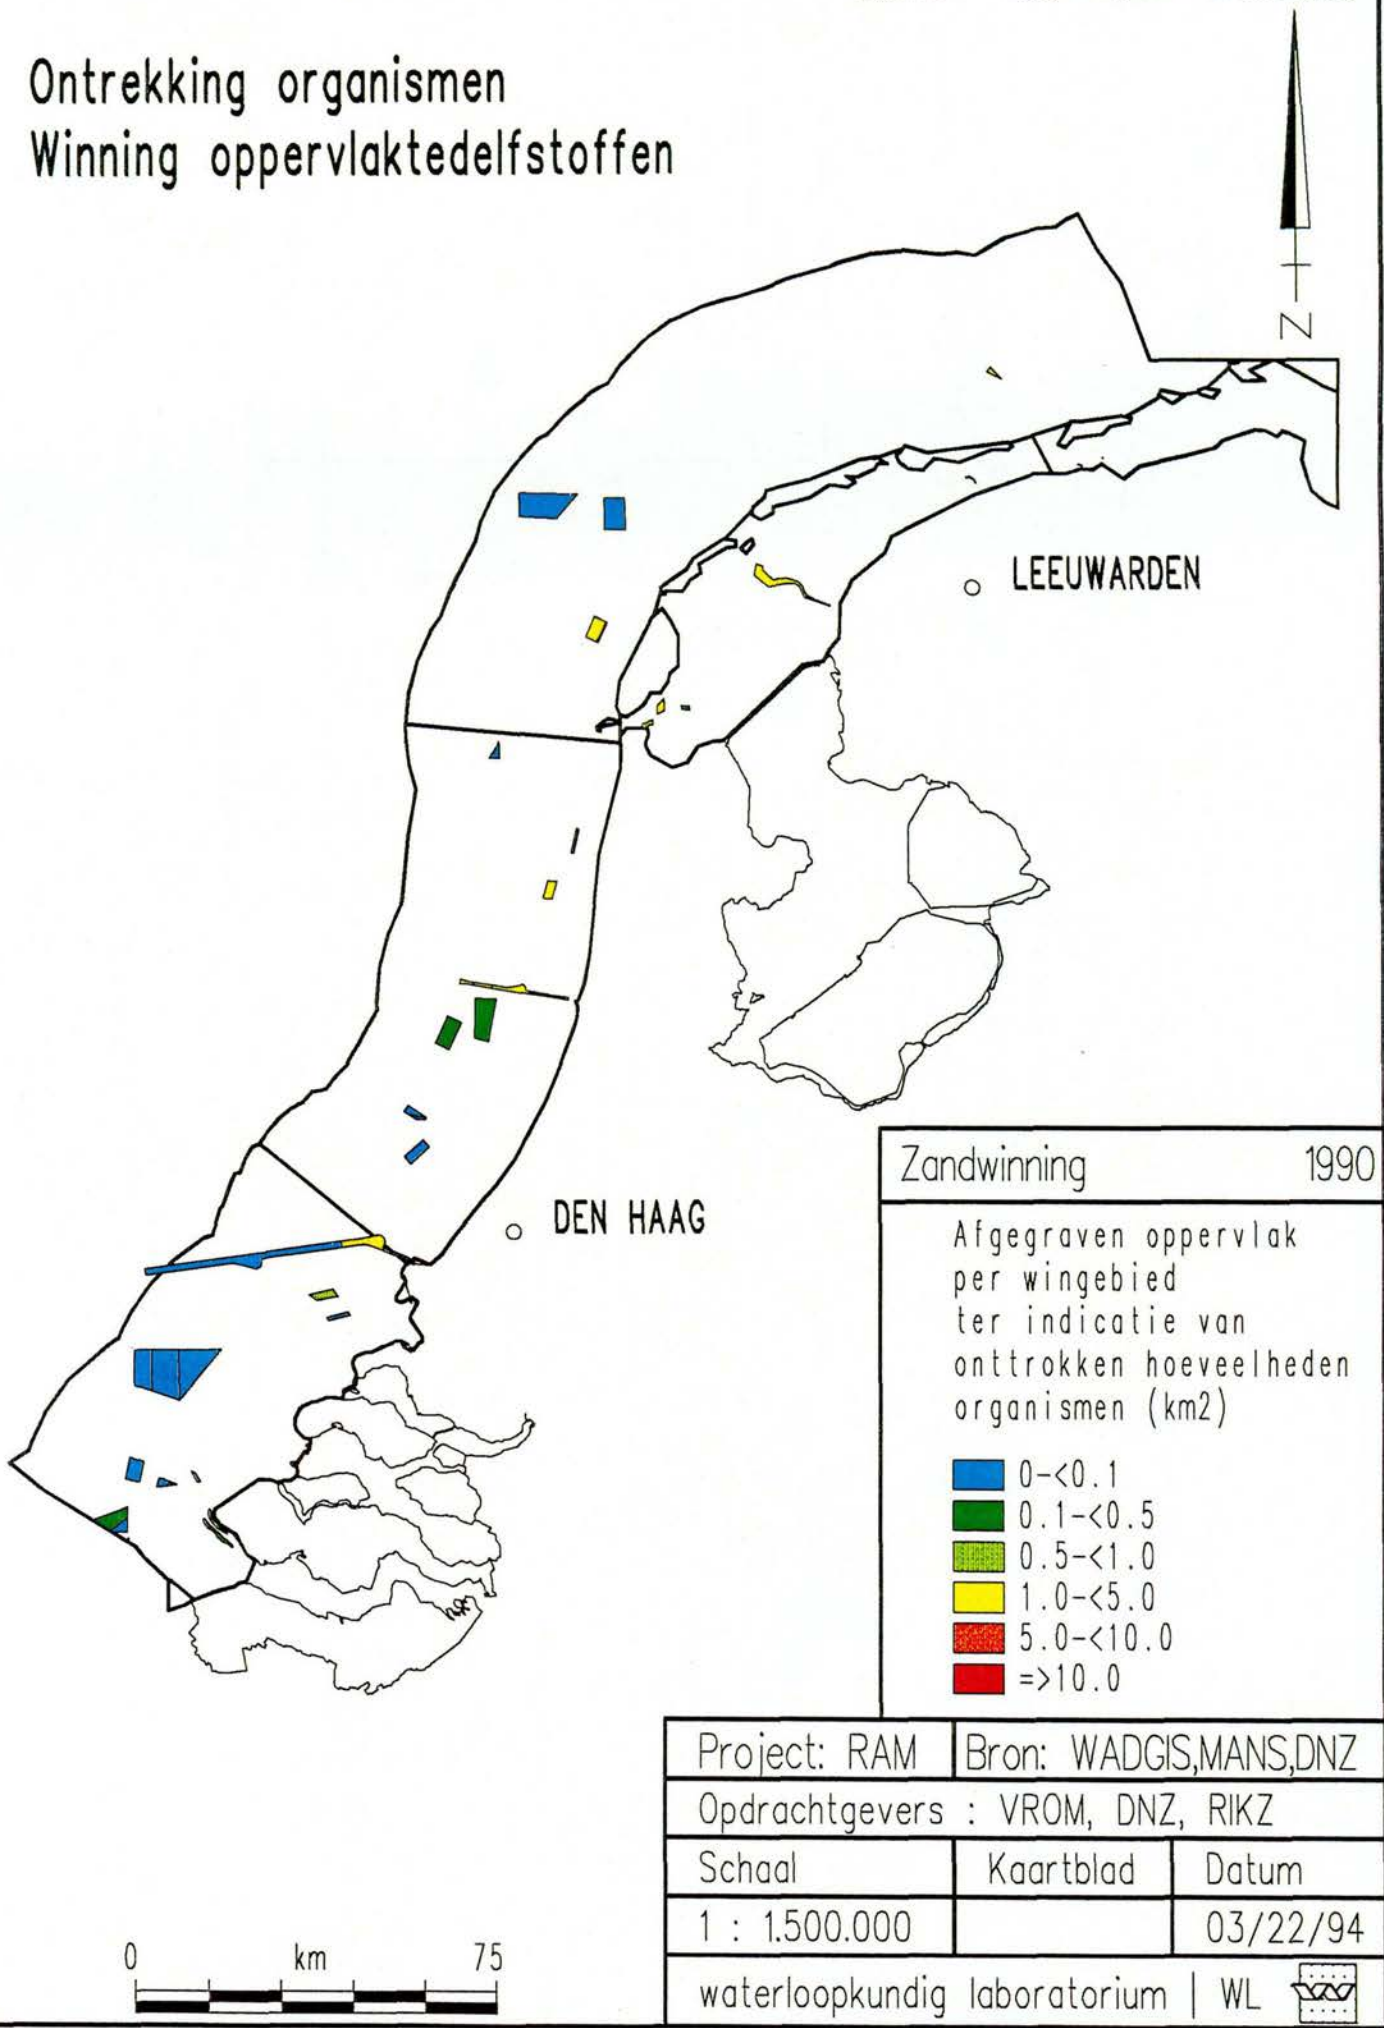 Ontrekking organismen
Winning oppervlaktedelfstoffen
N
LEEUWARDEN
DEN HAAG
Zandwinning 1990
Afgegraven oppervlak
per wingebied
ter indicatie van
onttrokken hoeveelheden
organismen (km2)
0-<0.1
0.1-<0.5
0.5-<1.0
1.0-<5.0
5.0-<10.0
=>10.0
Project: RAM Bron: WADGIS,MANS,DNZ
Opdrachtgevers : VROM, DNZ, RIKZ
Schaal Kaartblad Datum
1 : 1.500.000 03/22/94
waterloopkundig laboratorium | WL
0 km 75